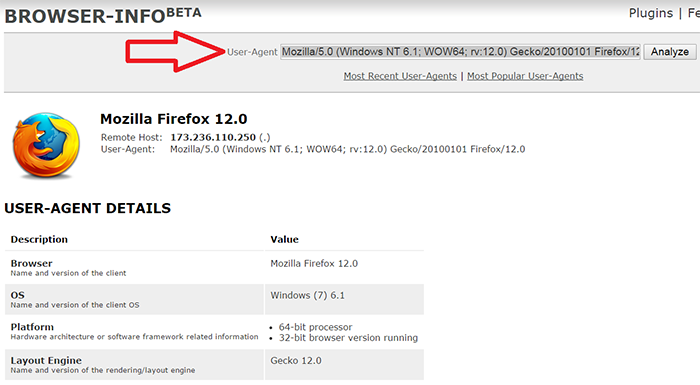 BROWSER-INFO BETA
Plugins | Fe
User-Agent Mozilla/5.0 (Windows NT 6.1; WOW64; rv:12.0) Gecko/20100101 Firefox/12 Analyze
Most Recent User-Agents | Most Popular User-Agents
Mozilla Firefox 12.0
Remote Host: 173.236.110.250 (.)
User-Agent: Mozilla/5.0 (Windows NT 6.1; WOW64; rv:12.0) Gecko/20100101 Firefox/12.0
USER-AGENT DETAILS
Description Value
Browser Mozilla Firefox 12.0
Name and version of the client
OS Windows (7) 6.1
Name and version of the client OS
Platform • 64-bit processor
Hardware architecture or software framework related information • 32-bit browser version running
Layout Engine Gecko 12.0
Name and version of the rendering/layout engine